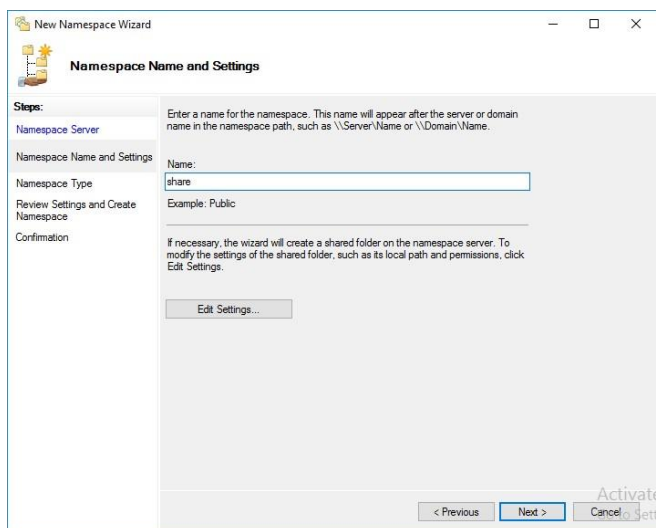 New Namespace Wizard
Namespace Name and Settings
Steps:
Namespace Server
Namespace Name and Settings
Namespace Type
Review Settings and Create
Namespace
Confirmation
Enter a name for the namespace. This name will appear after the server or domain
name in the namespace path, such as \\Server\Name or \\Domain\Name.
Name:
share
Example: Public
If necessary, the wizard will create a shared folder on the namespace server. To
modify the settings of the shared folder, such as its local path and permissions, click
Edit Settings.
Edit Settings...
< Previous
Next >
Cancel
Activate
to Sett